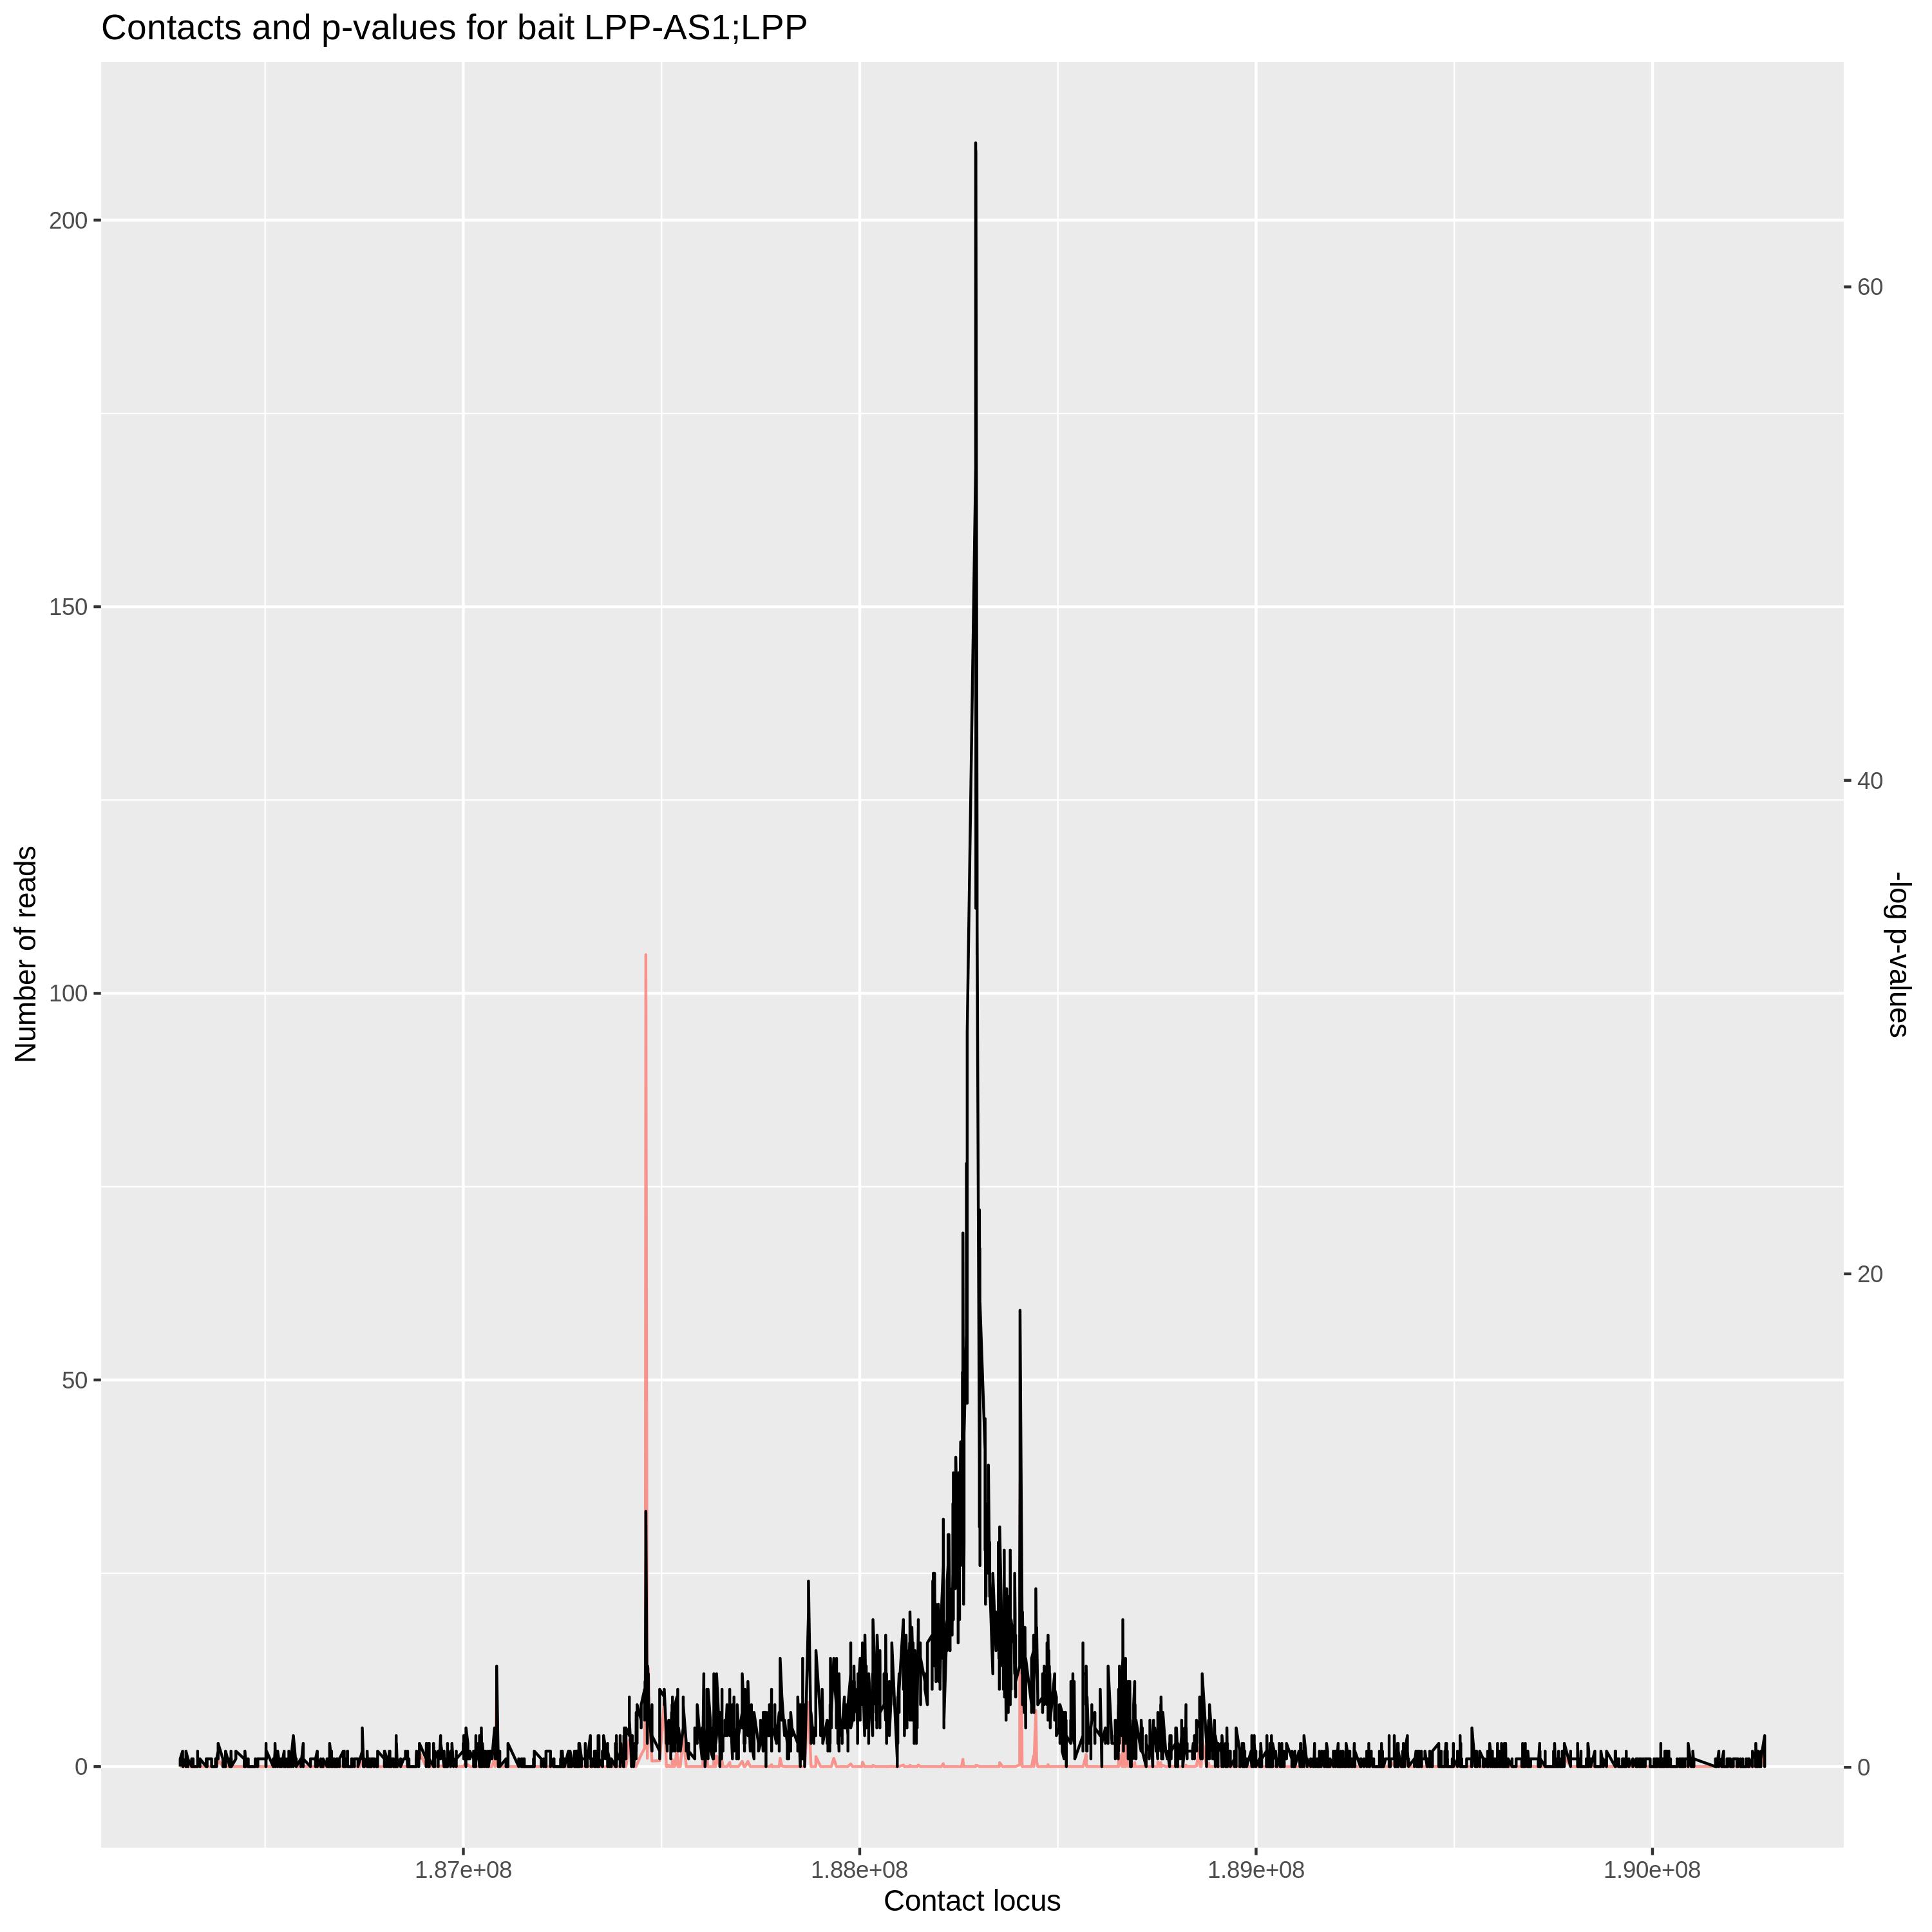 Contacts and p-values for bait LPP-AS1;LPP
200
150
100
50
0
Number of reads
60
40
20
0
-log p-values
1.87e+08
1.88e+08
1.89e+08
1.90e+08
Contact locus